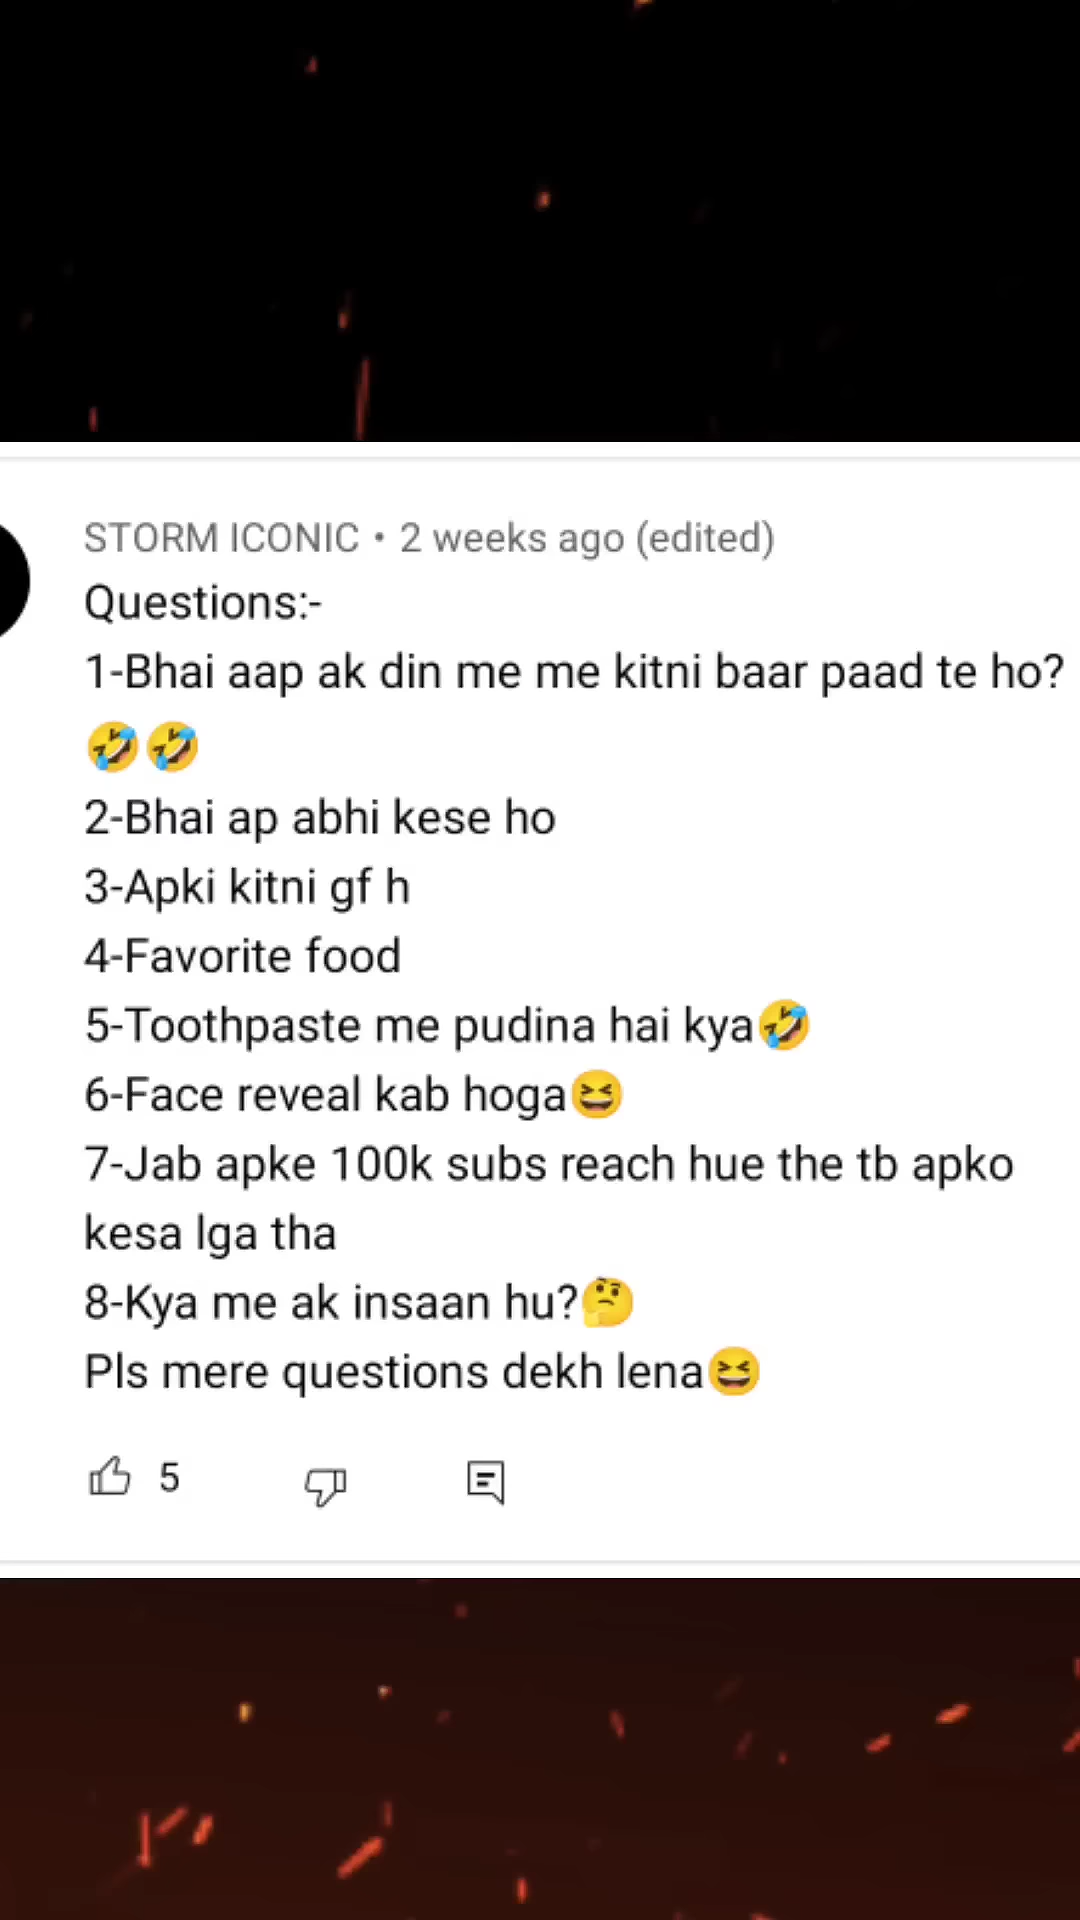 STORM ICONIC • 2 weeks ago (edited)
Questions:-
1-Bhai aap ak din me me kitni baar paad te ho?
🤣🤣
2-Bhai ap abhi kese ho
3-Apki kitni gf h
4-Favorite food
5-Toothpaste me pudina hai kya🤣
6-Face reveal kab hoga😆
7-Jab apke 100k subs reach hue the tb apko
kesa lga tha
8-Kya me ak insaan hu?🤔
Pls mere questions dekh lena😆
5